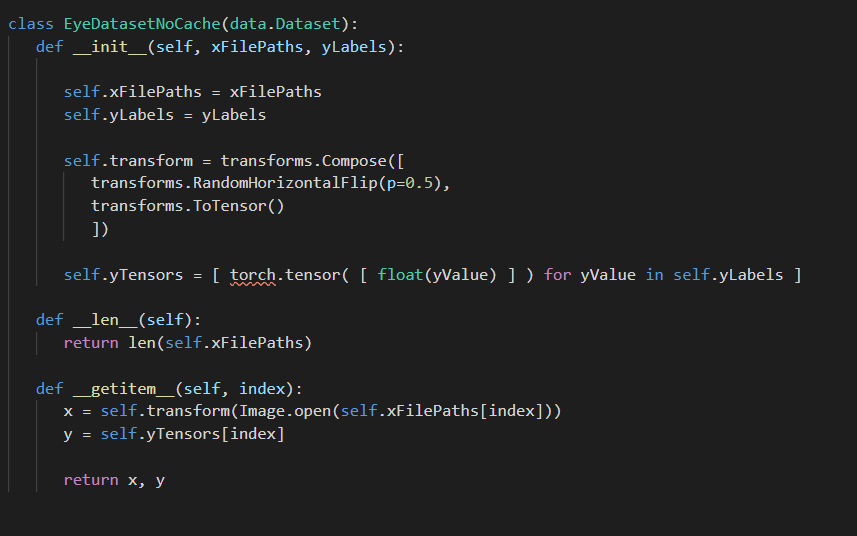 class EyeDatasetNoCache(data.Dataset):
   def __init__(self, xFilePaths, yLabels):

      self.xFilePaths = xFilePaths
      self.yLabels = yLabels

      self.transform = transforms.Compose([
         transforms.RandomHorizontalFlip(p=0.5),
         transforms.ToTensor()
         ])

      self.yTensors = [ torch.tensor( [ float(yValue) ] ) for yValue in self.yLabels ]

   def __len__(self):
      return len(self.xFilePaths)

   def __getitem__(self, index):
      x = self.transform(Image.open(self.xFilePaths[index]))
      y = self.yTensors[index]

      return x, y